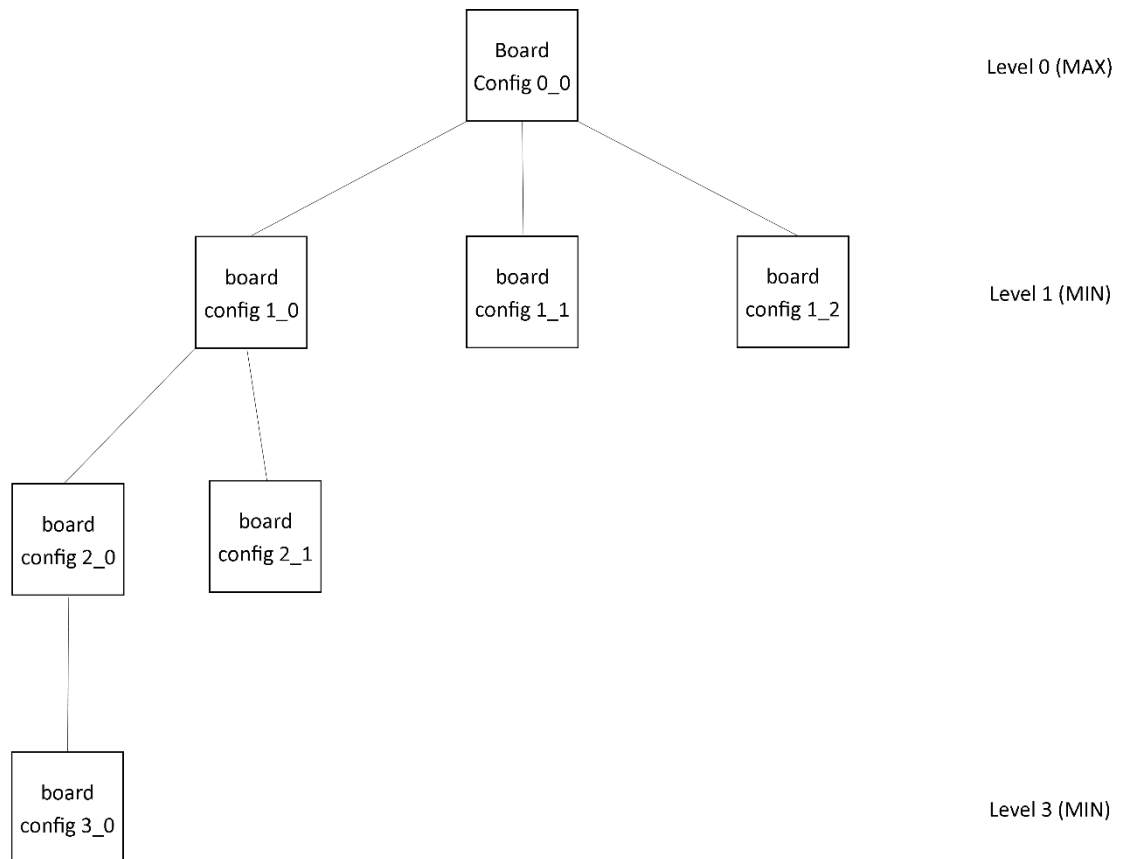 Board
Config 0_0
Level 0 (MAX)
board
config 1_0
board
config 1_1
board
config 1_2
Level 1 (MIN)
board
config 2_0
board
config 2_1
board
config 3_0
Level 3 (MIN)